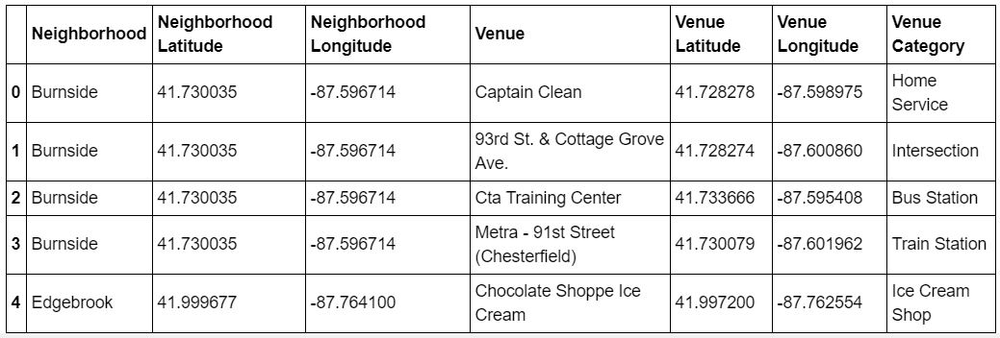 Neighborhood Neighborhood Latitude Neighborhood Longitude Venue Venue Latitude Venue Longitude Venue Category
0 Burnside 41.730035 -87.596714 Captain Clean 41.728278 -87.598975 Home Service
1 Burnside 41.730035 -87.596714 93rd St. & Cottage Grove Ave. 41.728274 -87.600860 Intersection
2 Burnside 41.730035 -87.596714 Cta Training Center 41.733666 -87.595408 Bus Station
3 Burnside 41.730035 -87.596714 Metra - 91st Street (Chesterfield) 41.730079 -87.601962 Train Station
4 Edgebrook 41.999677 -87.764100 Chocolate Shoppe Ice Cream 41.997200 -87.762554 Ice Cream Shop